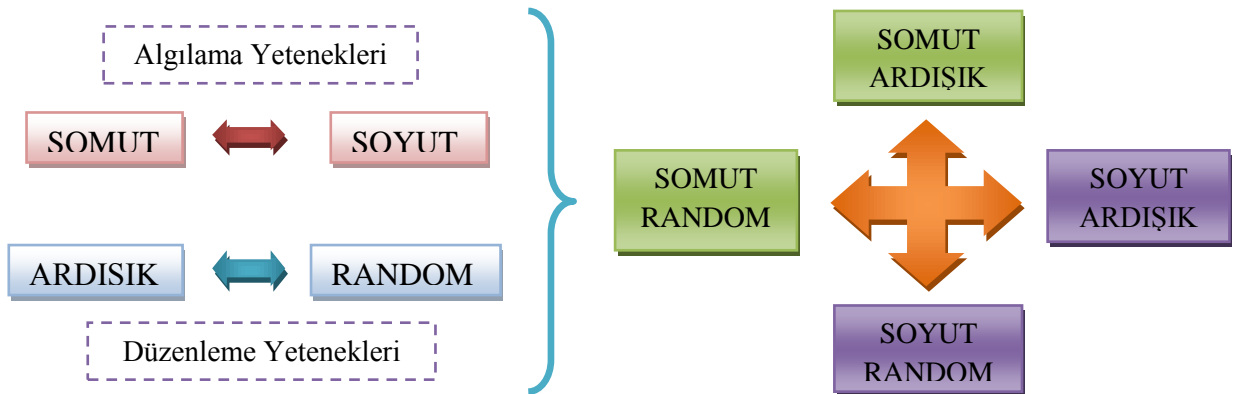 Algılama Yetenekleri
SOMUT
SOYUT
ARDISIK
RANDOM
Düzenleme Yetenekleri
SOMUT
ARDIŞIK
SOMUT
RANDOM
SOYUT
ARDIŞIK
SOYUT
RANDOM